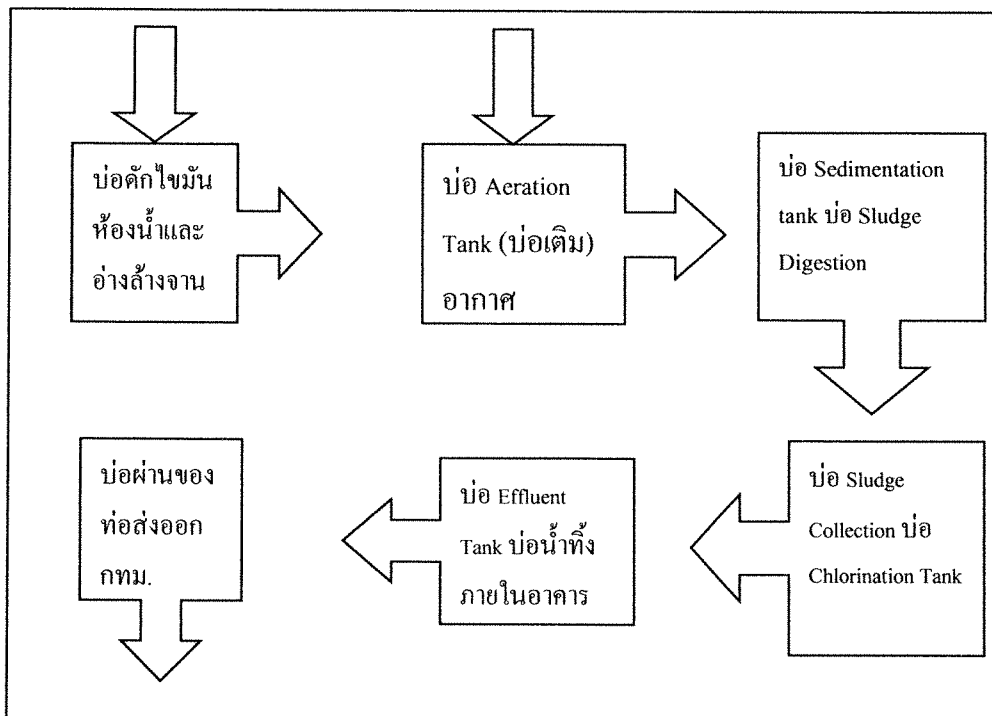 บ่อดักไขมัน
ห้องน้ำและ
อ่างล้างจาน
บ่อ Aeration
Tank (บ่อเติม)
อากาศ
บ่อ Sedimentation
tank บ่อ Sludge
Digestion
บ่อ Sludge
Collection บ่อ
Chlorination Tank
บ่อ Effluent
Tank บ่อน้ำทิ้ง
ภายในอาคาร
บ่อผ่านของ
ท่อส่งออก
กทม.